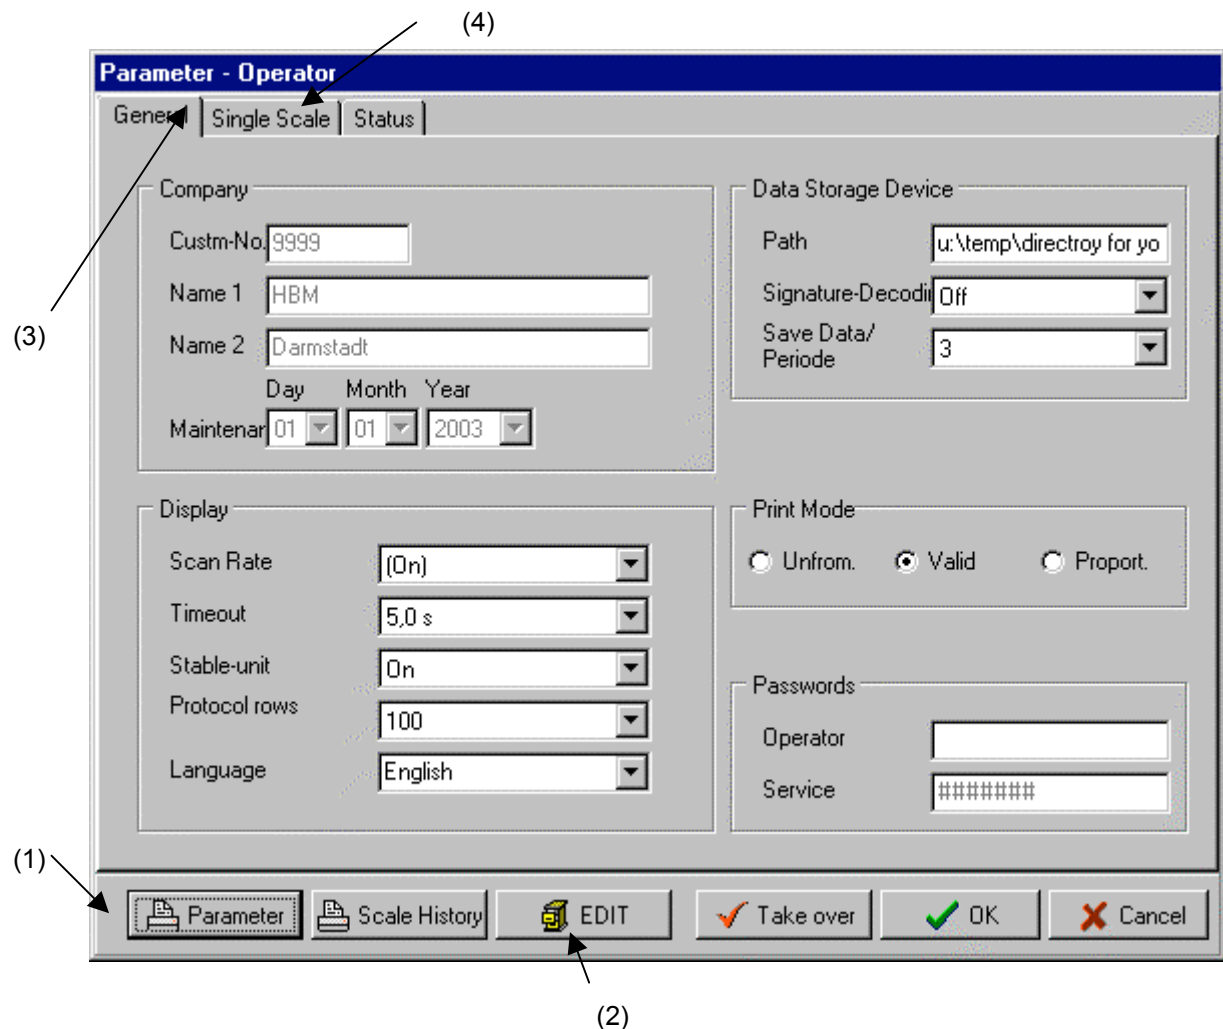 (4)
Parameter - Operator
General Single Scale Status
Company
Custm-No. 9999
Name 1 HBM
Name 2 Darmstadt
Day Month Year
Maintenar 01 01 2003
Data Storage Device
Path u:\temp\directroy for yo
Signature-Decodi Off
Save Data/
Periode 3
(3)
Display
Scan Rate (On)
Timeout 5,0 s
Stable-unit On
Protocol rows 100
Language English
Print Mode
Unfrom. Valid Proport.
Passwords
Operator
Service #######
(1)
Parameter Scale History EDIT Take over OK Cancel
(2)